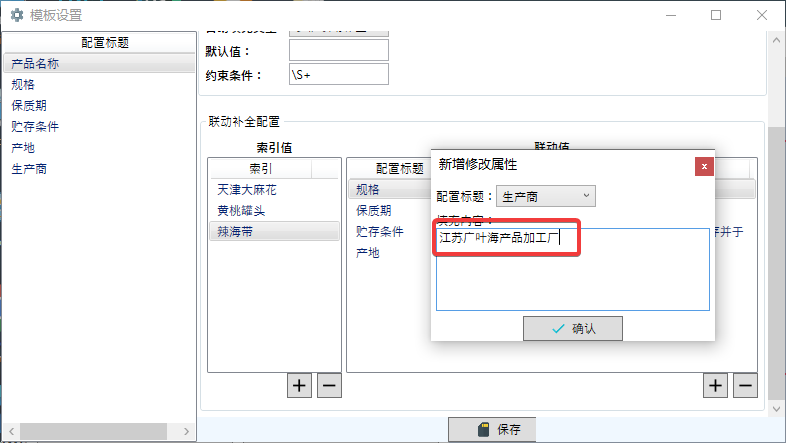 模板设置
配置标题
产品名称
规格
保质期
贮存条件
产地
生产商
默认值：
约束条件：
\S+
联动补全配置
索引值
索引
天津大麻花
黄桃罐头
辣海带
联动值
配置标题
规格
保质期
贮存条件
产地
并于
新增修改属性
x
配置标题：
生产商
填充内容：
江苏广叶海产品加工厂
确认
保存